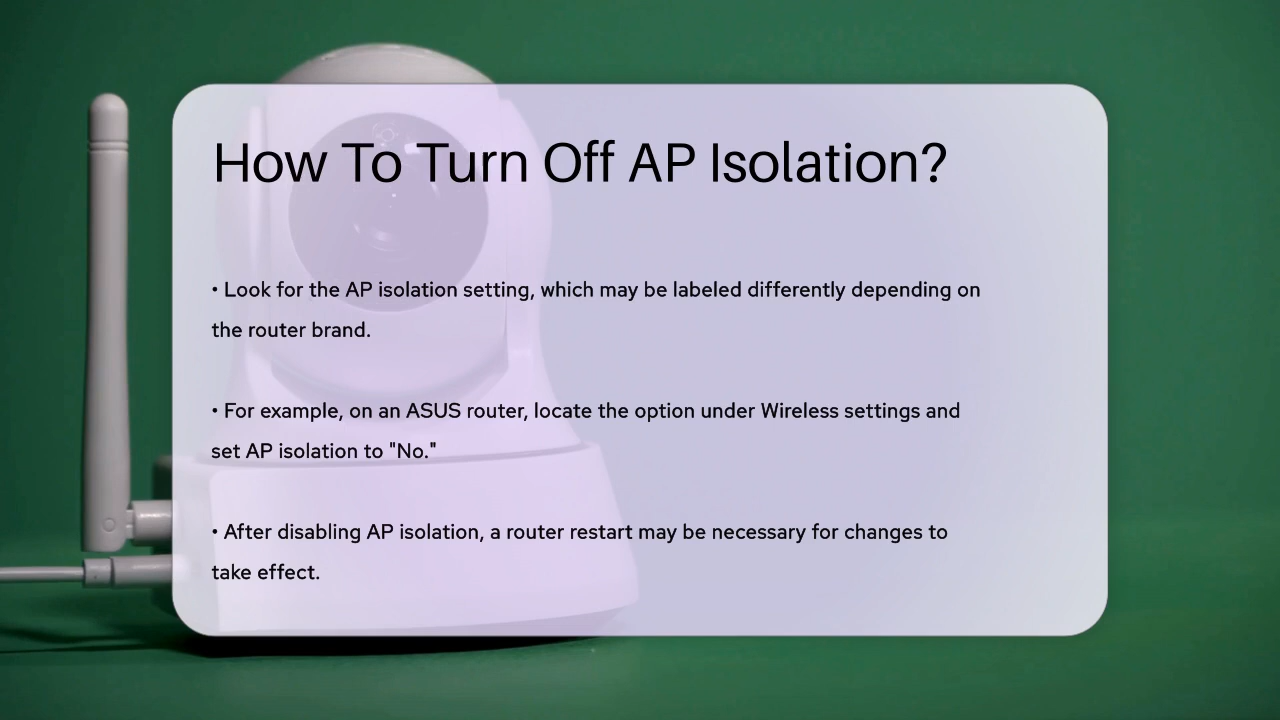 How To Turn Off AP Isolation?
• Look for the AP isolation setting, which may be labeled differently depending on
the router brand.
• For example, on an ASUS router, locate the option under Wireless settings and
set AP isolation to "No."
• After disabling AP isolation, a router restart may be necessary for changes to
take effect.